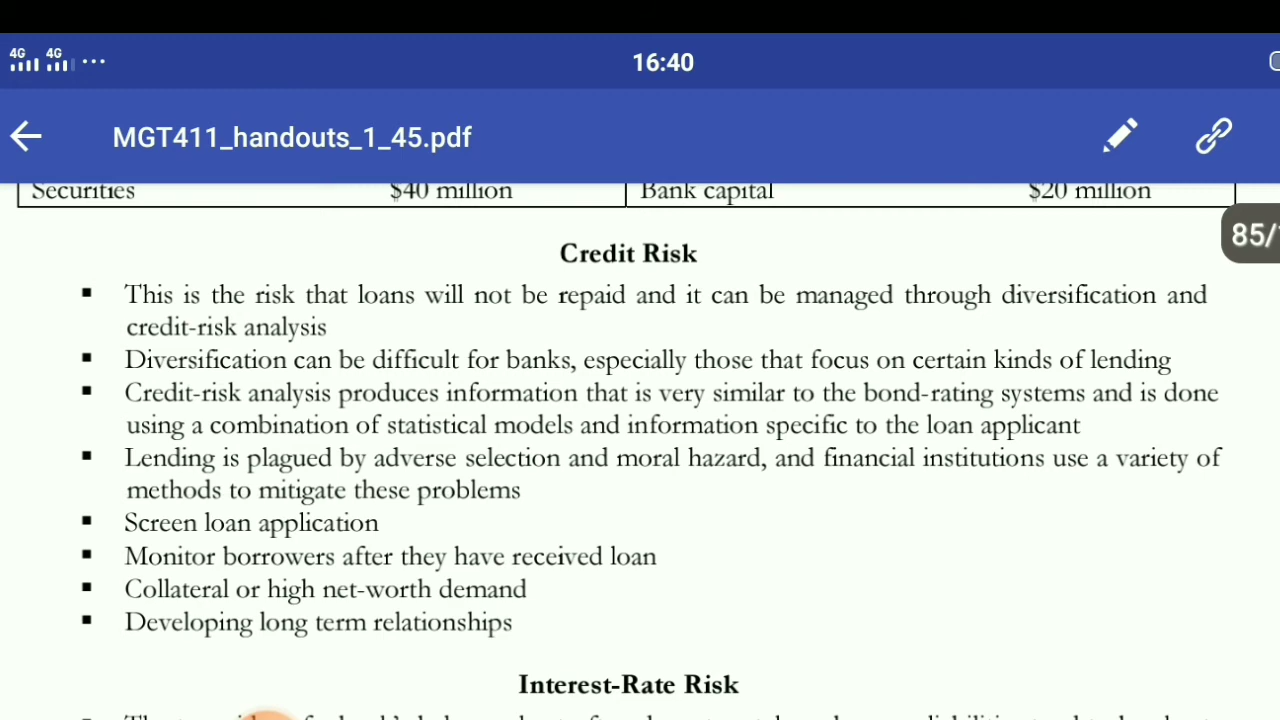 4G 4G
16:40
MGT411_handouts_1_45.pdf
Securities $40 million Bank capital $20 million
85/
Credit Risk
▪ This is the risk that loans will not be repaid and it can be managed through diversification and
credit-risk analysis
▪ Diversification can be difficult for banks, especially those that focus on certain kinds of lending
▪ Credit-risk analysis produces information that is very similar to the bond-rating systems and is done
using a combination of statistical models and information specific to the loan applicant
▪ Lending is plagued by adverse selection and moral hazard, and financial institutions use a variety of
methods to mitigate these problems
▪ Screen loan application
▪ Monitor borrowers after they have received loan
▪ Collateral or high net-worth demand
▪ Developing long term relationships
Interest-Rate Risk